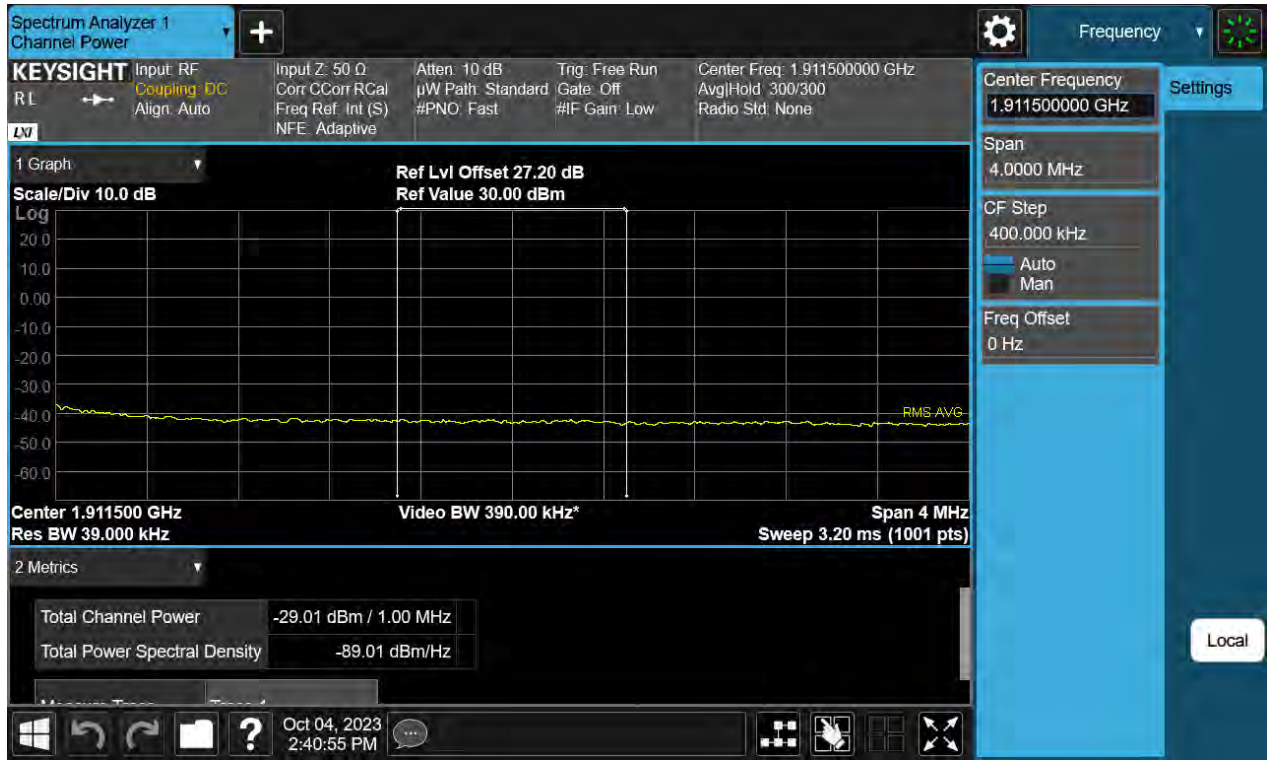 Spectrum Analyzer 1
Channel Power
Frequency
KEYSIGHT
RL
LXI
Input: RF
Coupling: DC
Align: Auto
Input Z: 50 Ω
Corr CCorr RCal
Freq Ref: Int (S)
NFE: Adaptive
Atten: 10 dB
µW Path: Standard
#PNO: Fast
Trig: Free Run
Gate: Off
#IF Gain: Low
Center Freq: 1.911500000 GHz
Avg|Hold: 300/300
Radio Std: None
Center Frequency
1.911500000 GHz
Settings
Span
4.0000 MHz
CF Step
400.000 kHz
Auto
Man
Freq Offset
0 Hz
Local
1 Graph
Ref Lvl Offset 27.20 dB
Scale/Div 10.0 dB
Ref Value 30.00 dBm
Log
20.0
10.0
0.00
-10.0
-20.0
-30.0
-40.0
RMS AVG
-50.0
-60.0
Center 1.911500 GHz
Video BW 390.00 kHz*
Span 4 MHz
Res BW 39.000 kHz
Sweep 3.20 ms (1001 pts)
2 Metrics
Total Channel Power -29.01 dBm / 1.00 MHz
Total Power Spectral Density -89.01 dBm/Hz
Oct 04, 2023
2:40:55 PM